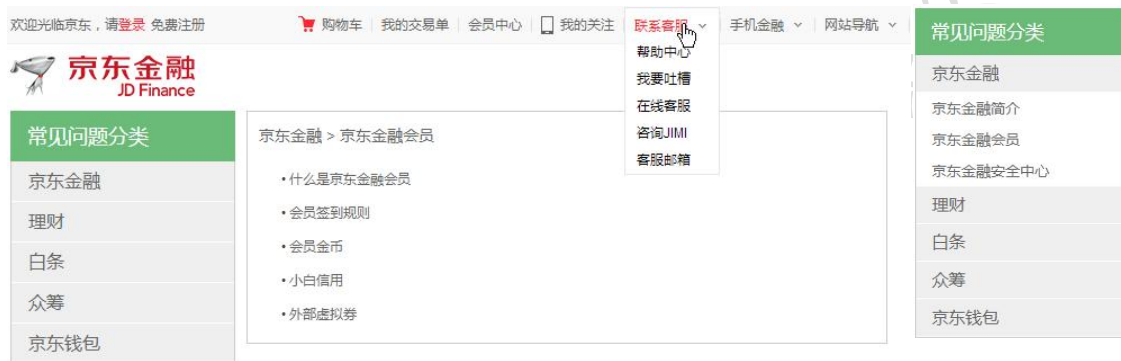 欢迎光临京东，请登录 免费注册
购物车 我的交易单 会员中心 我的关注 联系客服 手机金融 网站导航
帮助中心
我要吐槽
在线客服
咨询JIMI
客服邮箱
京东金融
JD Finance
常见问题分类
京东金融
理财
白条
众筹
京东钱包
京东金融 > 京东金融会员
•什么是京东金融会员
•会员签到规则
•会员金币
•小白信用
•外部虚拟券
常见问题分类
京东金融
京东金融简介
京东金融会员
京东金融安全中心
理财
白条
众筹
京东钱包